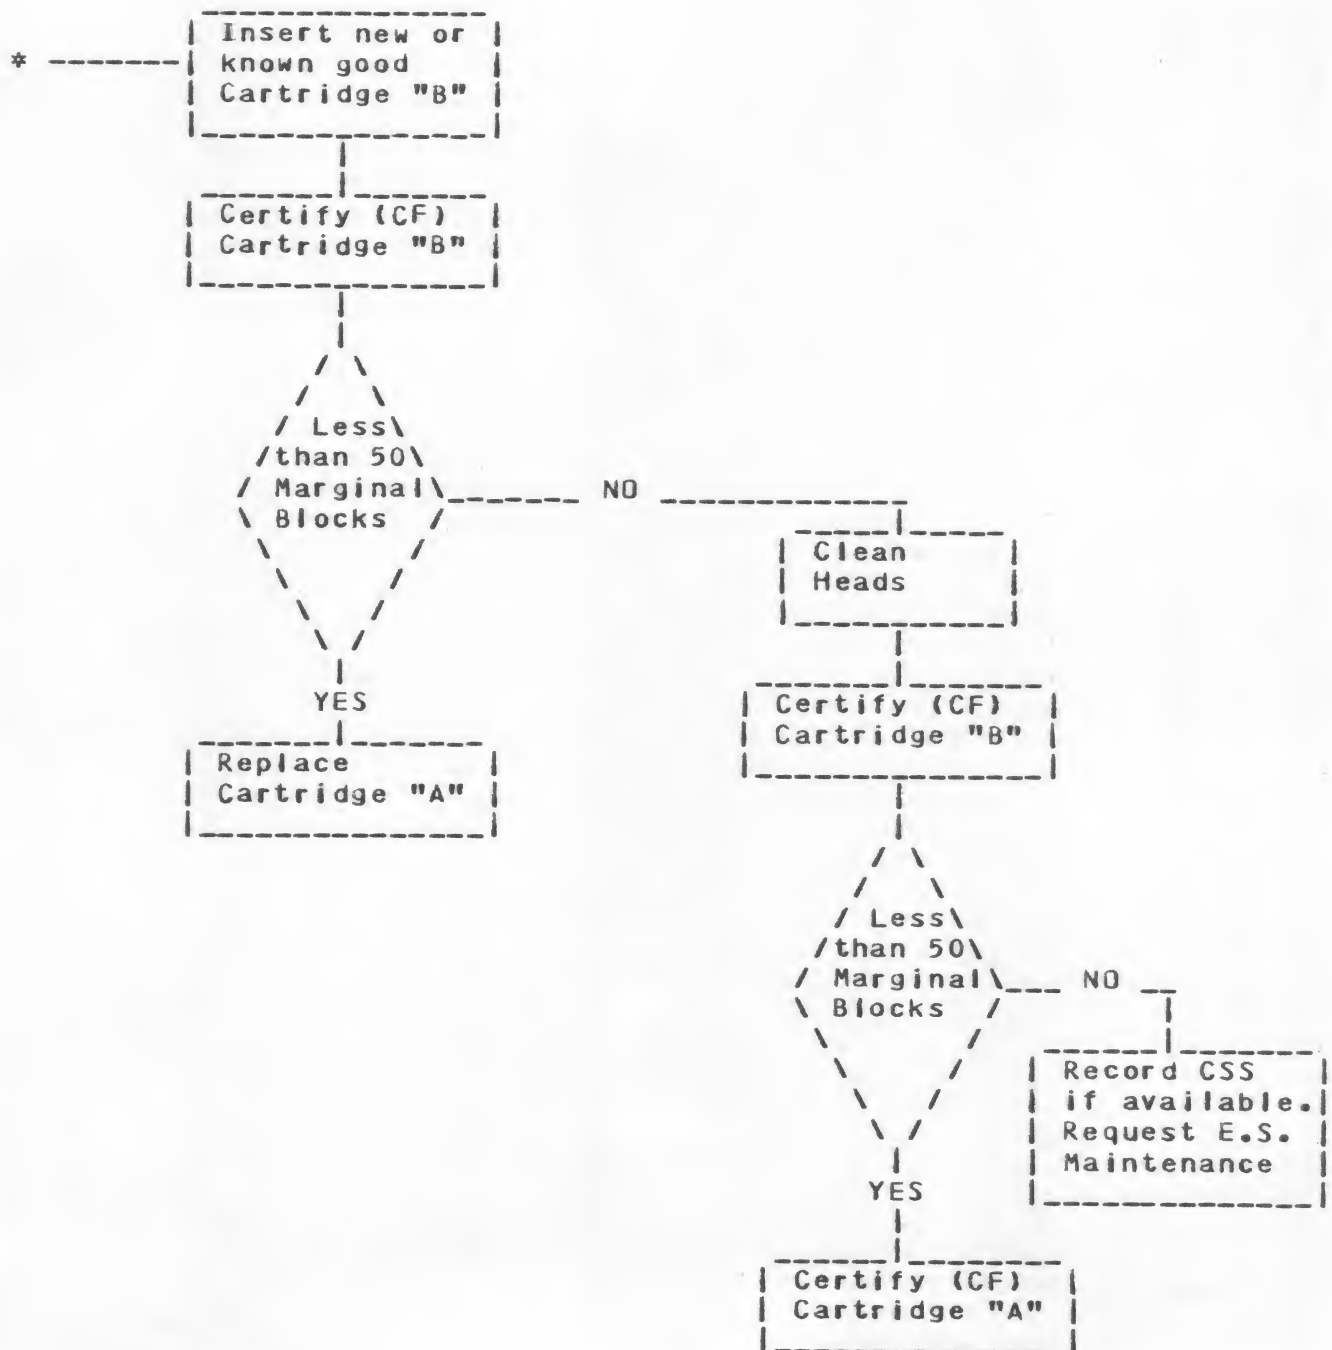 Insert new or
* known good
Cartridge "B"
Certify (CF)
Cartridge "B"
Less
than 50
Marginal
Blocks
NO
Clean
Heads
YES
Replace
Cartridge "A"
Certify (CF)
Cartridge "B"
Less
than 50
Marginal
Blocks
NO
Record CSS
if available.
Request E.S.
Maintenance
YES
Certify (CF)
Cartridge "A"